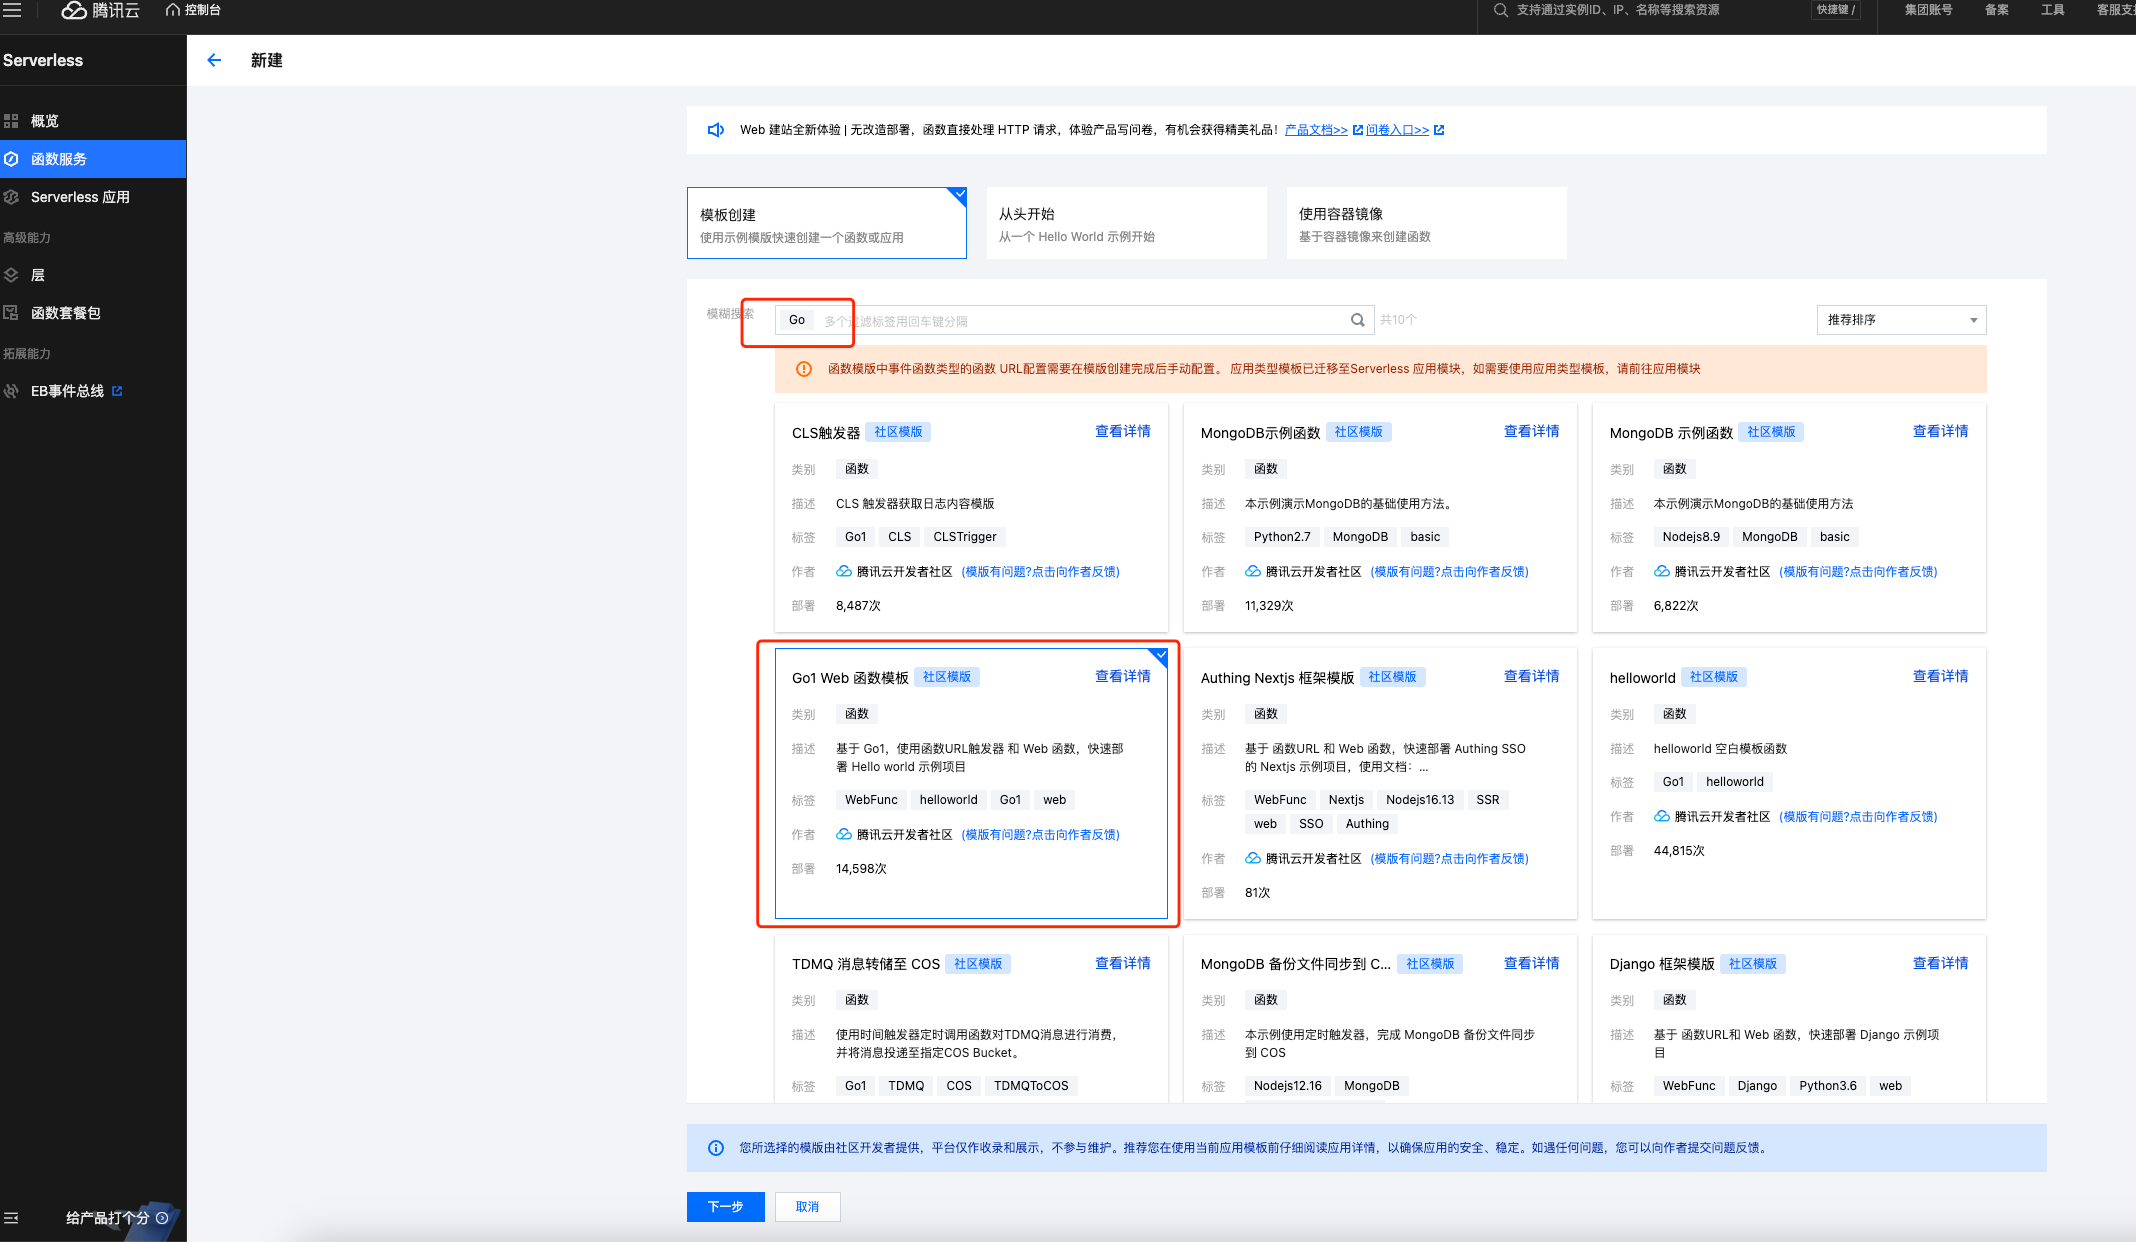 腾讯云
控制台
支持通过实例ID、IP、名称等搜索资源
快捷键 /
集团账号
备案
工具
客服支
Serverless
新建
概览
函数服务
Serverless 应用
高级能力
层
函数套餐包
拓展能力
EB事件总线
给产品打个分
Web 建站全新体验 | 无改造部署，函数直接处理 HTTP 请求，体验产品写问卷，有机会获得精美礼品！ 产品文档>> 问卷入口>>
模板创建
使用示例模版快速创建一个函数或应用
从头开始
从一个 Hello World 示例开始
使用容器镜像
基于容器镜像来创建函数
模糊搜索
Go
多个过滤标签用回车键分隔
共10个
推荐排序
函数模版中事件函数类型的函数 URL配置需要在模版创建完成后手动配置。 应用类型模板已迁移至Serverless 应用模块，如需要使用应用类型模板，请前往应用模块
CLS触发器 社区模版 查看详情
类别 函数
描述 CLS 触发器获取日志内容模版
标签 Go1 CLS CLSTrigger
作者 腾讯云开发者社区 (模版有问题?点击向作者反馈)
部署 8,487次
MongoDB示例函数 社区模版 查看详情
类别 函数
描述 本示例演示MongoDB的基础使用方法。
标签 Python2.7 MongoDB basic
作者 腾讯云开发者社区 (模版有问题?点击向作者反馈)
部署 11,329次
MongoDB 示例函数 社区模版 查看详情
类别 函数
描述 本示例演示MongoDB的基础使用方法
标签 Nodejs8.9 MongoDB basic
作者 腾讯云开发者社区 (模版有问题?点击向作者反馈)
部署 6,822次
Go1 Web 函数模板 社区模版 查看详情
类别 函数
描述 基于 Go1，使用函数URL触发器 和 Web 函数，快速部
署 Hello world 示例项目
标签 WebFunc helloworld Go1 web
作者 腾讯云开发者社区 (模版有问题?点击向作者反馈)
部署 14,598次
Authing Nextjs 框架模版 社区模版 查看详情
类别 函数
描述 基于 函数URL 和 Web 函数，快速部署 Authing SSO
的 Nextjs 示例项目，使用文档：...
标签 WebFunc Nextjs Nodejs16.13 SSR
web SSO Authing
作者 腾讯云开发者社区 (模版有问题?点击向作者反馈)
部署 81次
helloworld 社区模版 查看详情
类别 函数
描述 helloworld 空白模板函数
标签 Go1 helloworld
作者 腾讯云开发者社区 (模版有问题?点击向作者反馈)
部署 44,815次
TDMQ 消息转储至 COS 社区模版 查看详情
类别 函数
描述 使用时间触发器定时调用函数对TDMQ消息进行消费，
并将消息投递至指定COS Bucket。
标签 Go1 TDMQ COS TDMQToCOS
MongoDB 备份文件同步到 C... 社区模版 查看详情
类别 函数
描述 本示例使用定时触发器，完成 MongoDB 备份文件同步
到 COS
标签 Nodejs12.16 MongoDB
Django 框架模版 社区模版 查看详情
类别 函数
描述 基于 函数URL和 Web 函数，快速部署 Django 示例项
目
标签 WebFunc Django Python3.6 web
您所选择的模版由社区开发者提供，平台仅作收录和展示，不参与维护。推荐您在使用当前应用模板前仔细阅读应用详情，以确保应用的安全、稳定。如遇任何问题，您可以向作者提交问题反馈。
下一步
取消